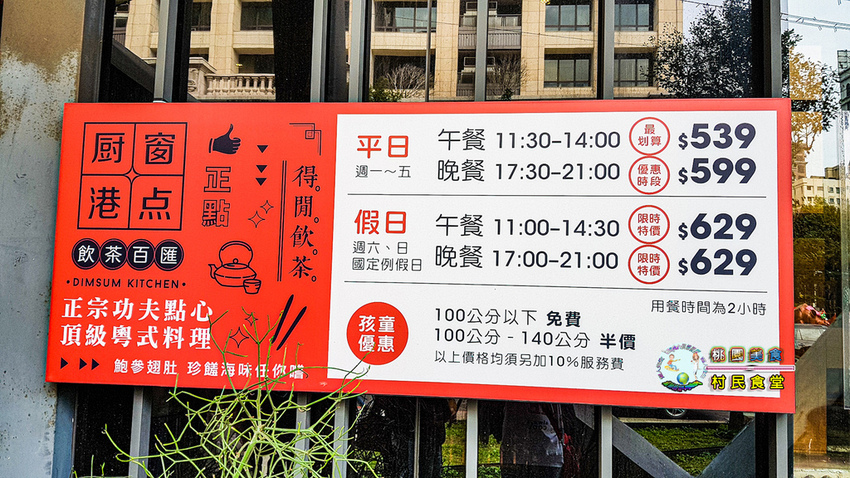 厨窗
港点
飲茶百匯
·DIMSUM KITCHEN·
正點
得。閒。飲。茶。
正宗功夫點心
頂級粵式料理
鮑參翅肚 珍饈海味任你嚐
平日
週一~五
午餐 11:30-14:00 最划算 $539
晚餐 17:30-21:00 優惠時段 $599
假日
週六、日
國定例假日
午餐 11:00-14:30 限時特價 $629
晚餐 17:00-21:00 限時特價 $629
用餐時間為2小時
孩童優惠
100公分以下 免費
100公分 - 140公分 半價
以上價格均須另加10%服務費
桃園美食
村民食堂